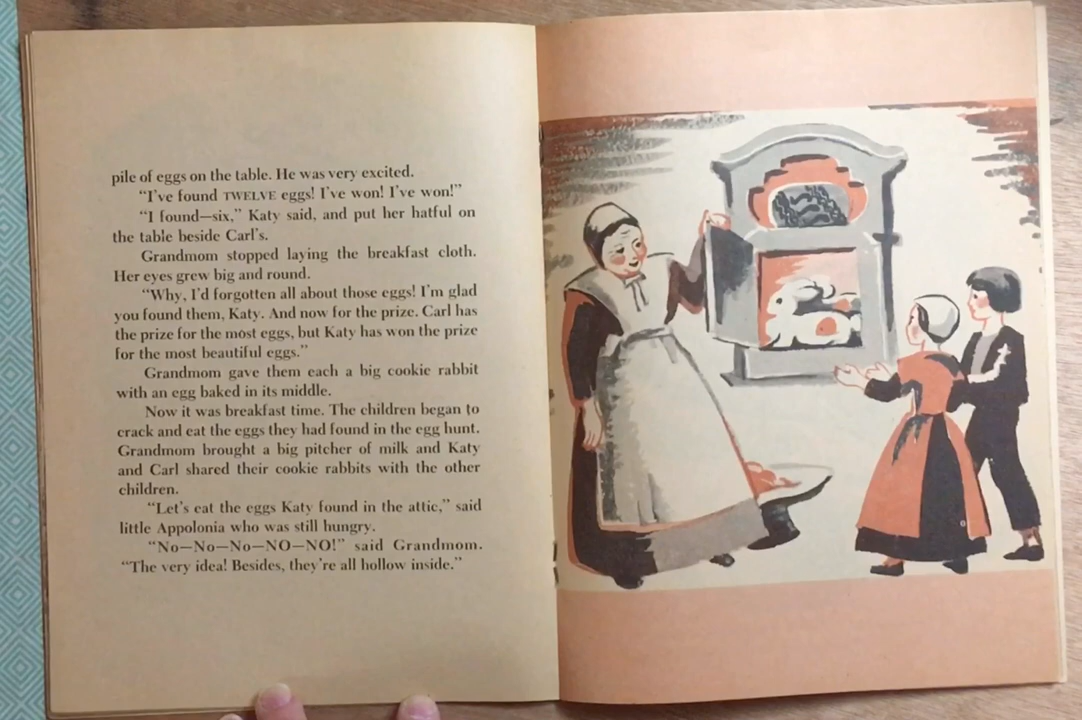 pile of eggs on the table. He was very excited.
“I’ve found TWELVE eggs! I’ve won! I’ve won!”
“I found—six,” Katy said, and put her hatful on
the table beside Carl’s.
Grandmom stopped laying the breakfast cloth.
Her eyes grew big and round.
“Why, I’d forgotten all about those eggs! I’m glad
you found them, Katy. And now for the prize. Carl has
the prize for the most eggs, but Katy has won the prize
for the most beautiful eggs.”
Grandmom gave them each a big cookie rabbit
with an egg baked in its middle.
Now it was breakfast time. The children began to
crack and eat the eggs they had found in the egg hunt.
Grandmom brought a big pitcher of milk and Katy
and Carl shared their cookie rabbits with the other
children.
“Let’s eat the eggs Katy found in the attic,” said
little Appolonia who was still hungry.
“No—No—No—NO—NO!” said Grandmom.
“The very idea! Besides, they’re all hollow inside.”